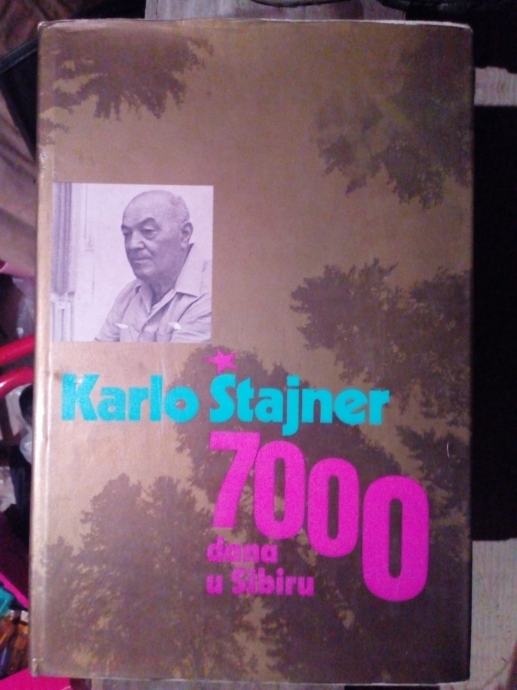 Karlo Štajner
7000
dana
u Sibiru